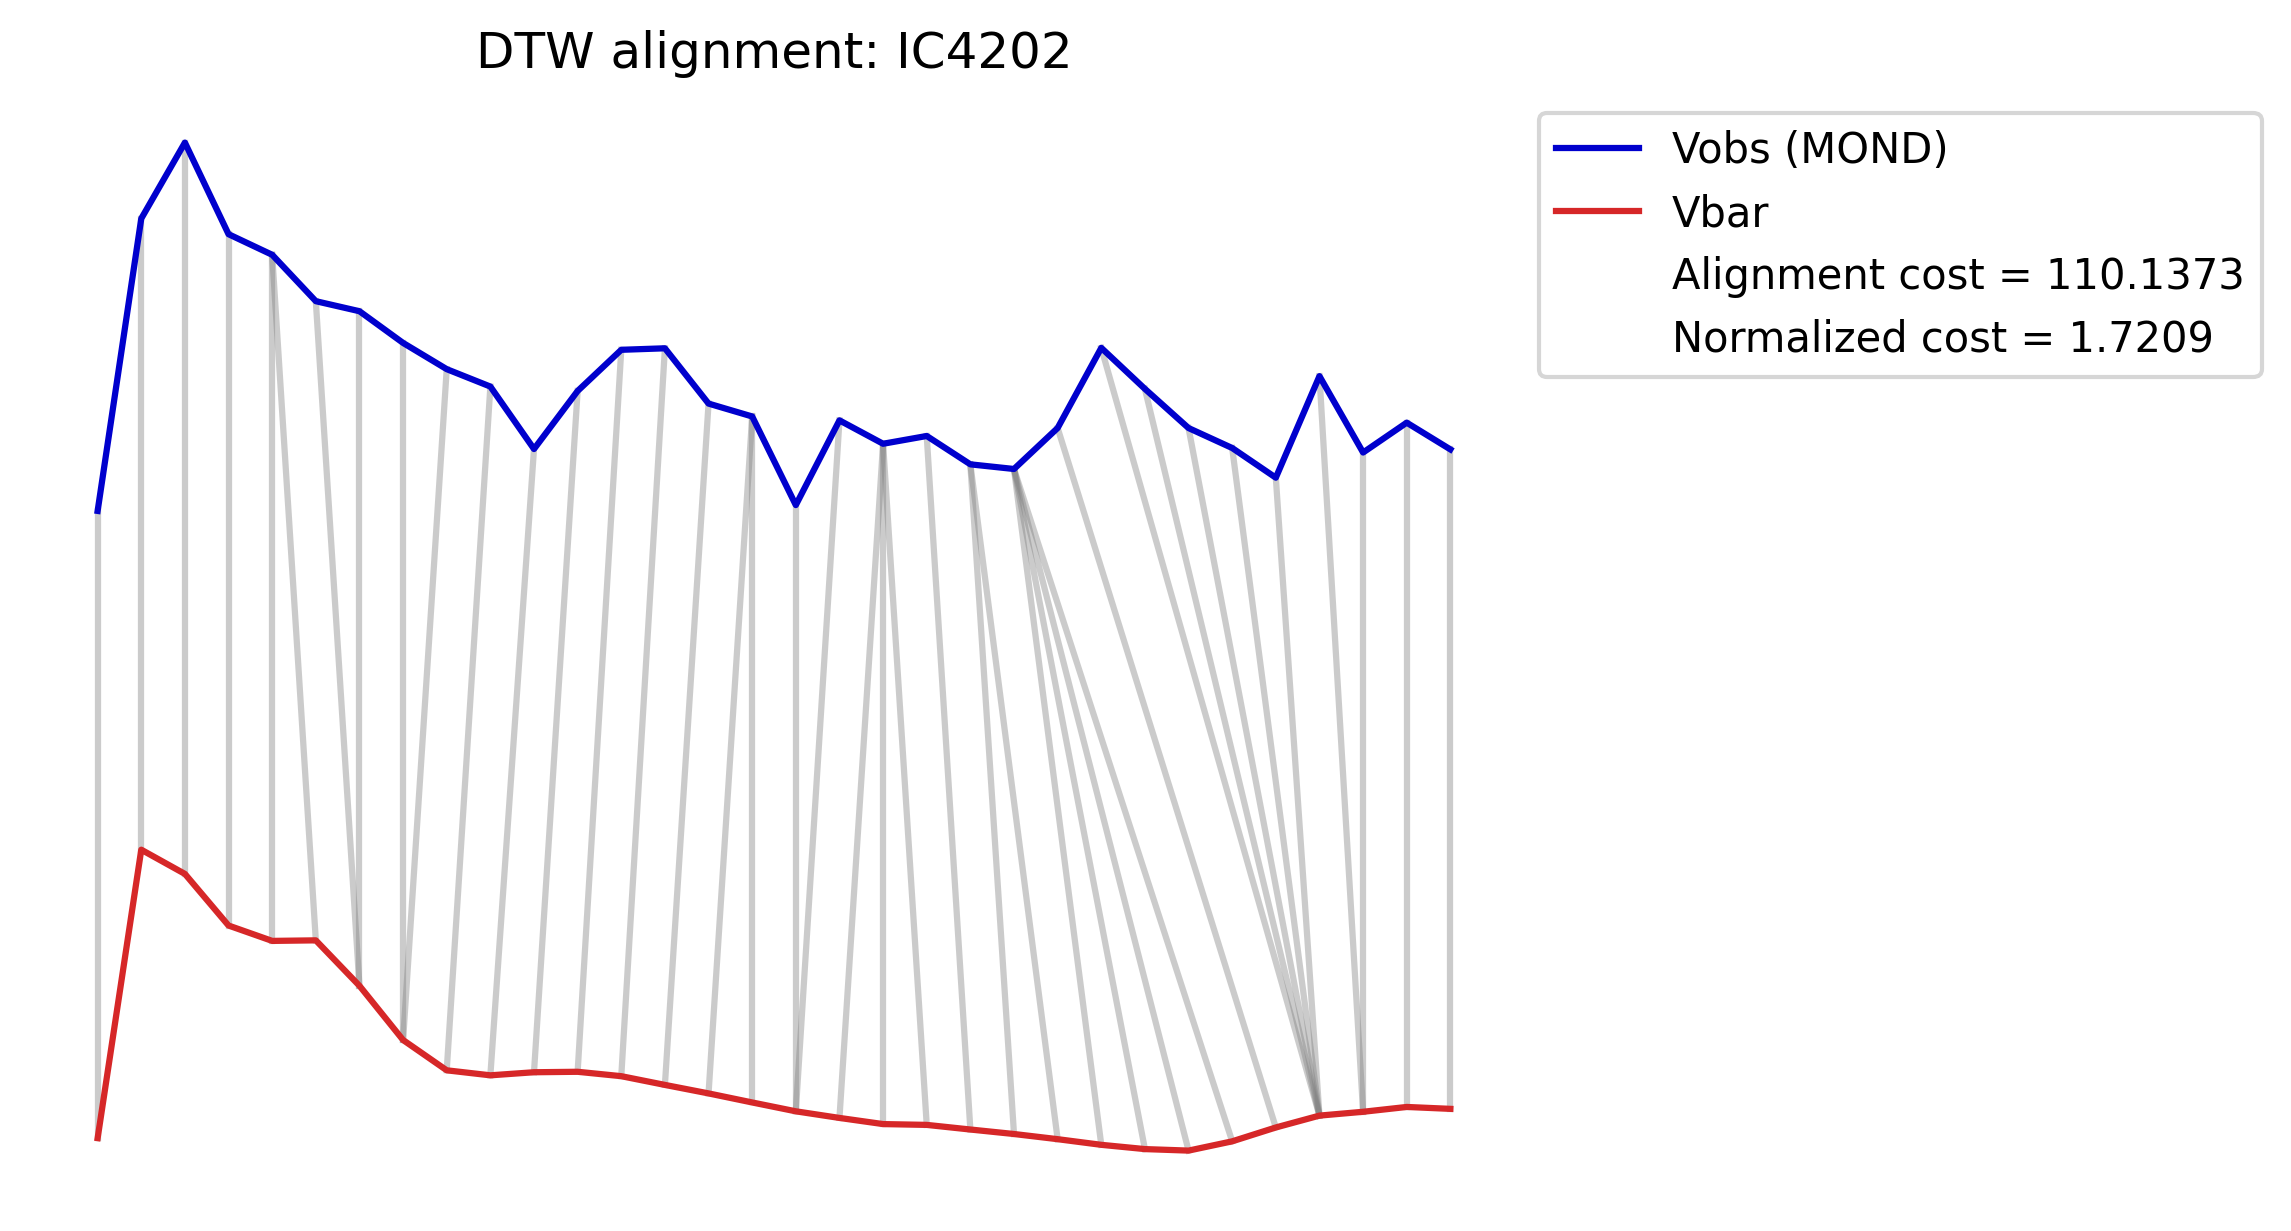 DTW alignment: IC4202
Vobs (MOND)
Vbar
Alignment cost = 110.1373
Normalized cost = 1.7209